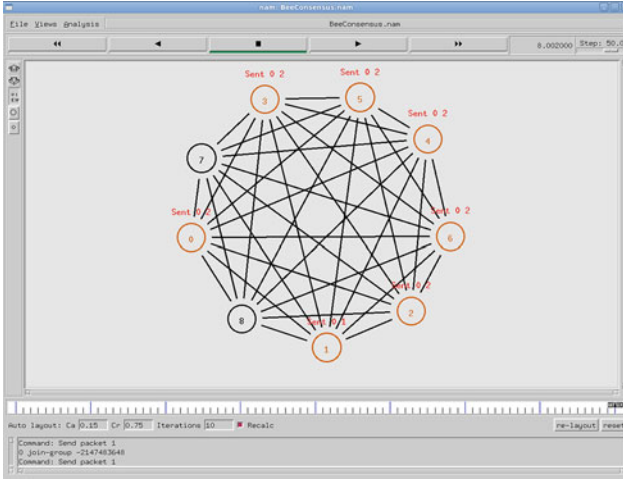 nam: BeeConsensus.nam
File Views Analysis
BeeConsensus.nam
8.002000
Step: 50.0
Sent 0 2
3
Sent 0 2
5
Sent 0 2
4
7
Sent 0 2
0
Sent 0 2
6
Sent 0 2
2
8
Sent 0 1
1
Auto layout: Ca 0.15 Cr 0.75 Iterations 10 Recalc
re-layout
reset
Command: Send packet 1
0 join-group -2147483648
Command: Send packet 1